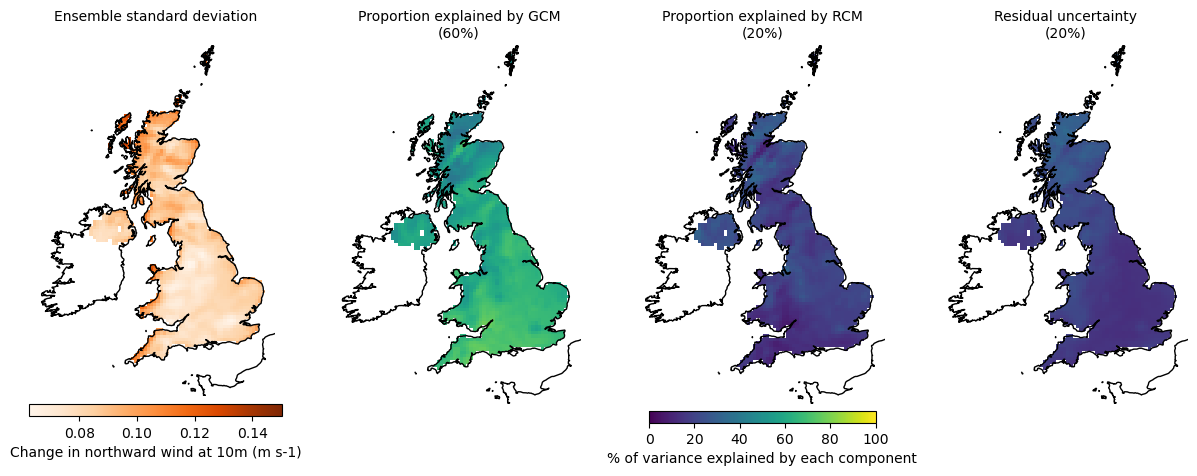 Ensemble standard deviation
Proportion explained by GCM
(60%)
Proportion explained by RCM
(20%)
Residual uncertainty
(20%)
0.08 0.10 0.12 0.14
Change in northward wind at 10m (m s-1)
0 20 40 60 80 100
% of variance explained by each component